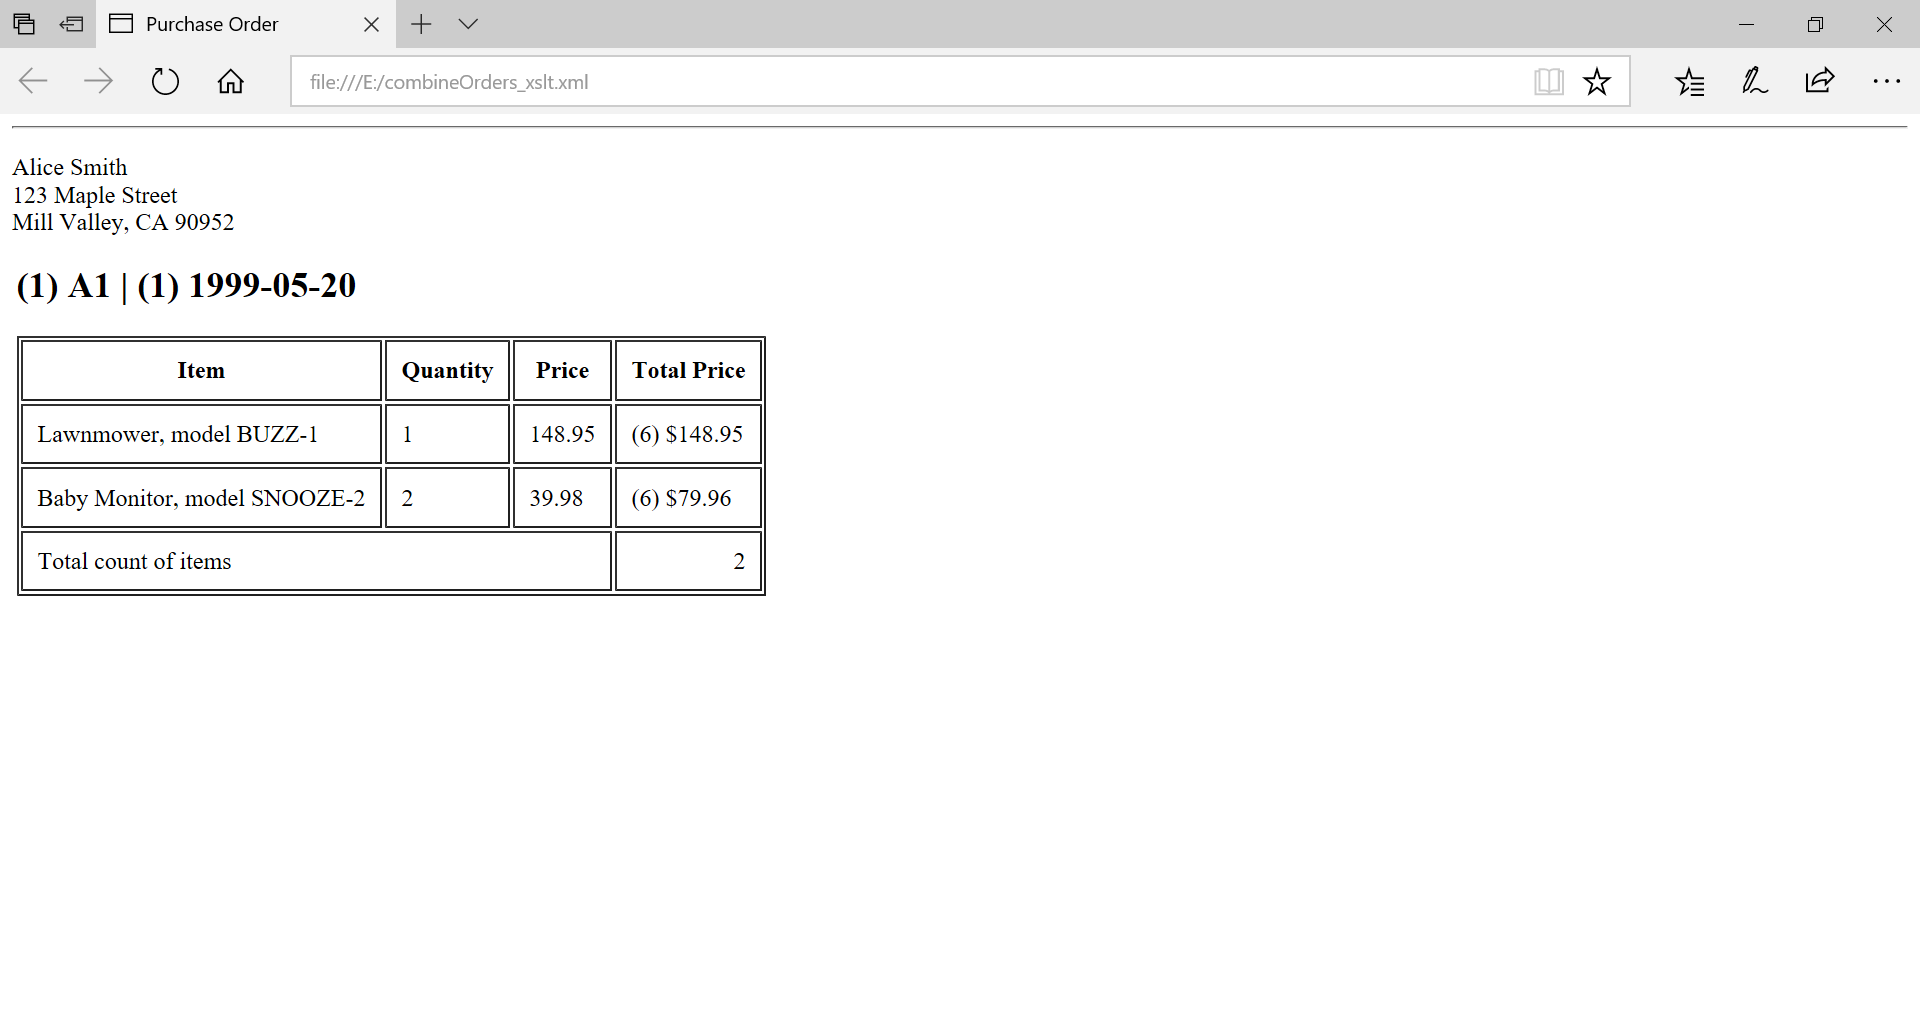 Purchase Order
file:///E:/combineOrders_xslt.xml
Alice Smith
123 Maple Street
Mill Valley, CA 90952
(1) A1 | (1) 1999-05-20
Item Quantity Price Total Price
Lawnmower, model BUZZ-1 1 148.95 (6) $148.95
Baby Monitor, model SNOOZE-2 2 39.98 (6) $79.96
Total count of items 2